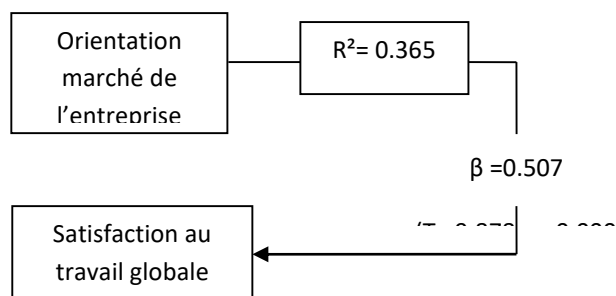 Orientation
marché de
l’entreprise
R²= 0.365
β =0.507
Satisfaction au
travail globale